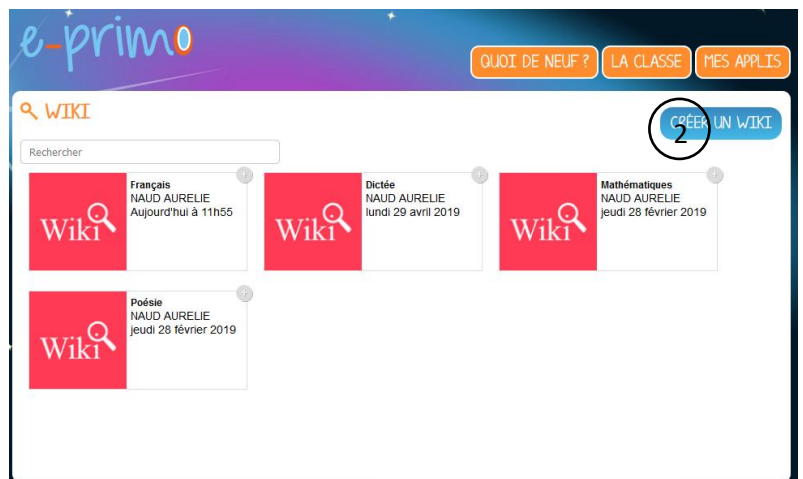 e-primo
QUOI DE NEUF ? LA CLASSE MES APPLIS
WIKI
CRÉER UN WIKI
2
Rechercher
Wiki
Français
NAUD AURELIE
Aujourd'hui à 11h55
Wiki
Dictée
NAUD AURELIE
lundi 29 avril 2019
Wiki
Mathématiques
NAUD AURELIE
jeudi 28 février 2019
Wiki
Poésie
NAUD AURELIE
jeudi 28 février 2019